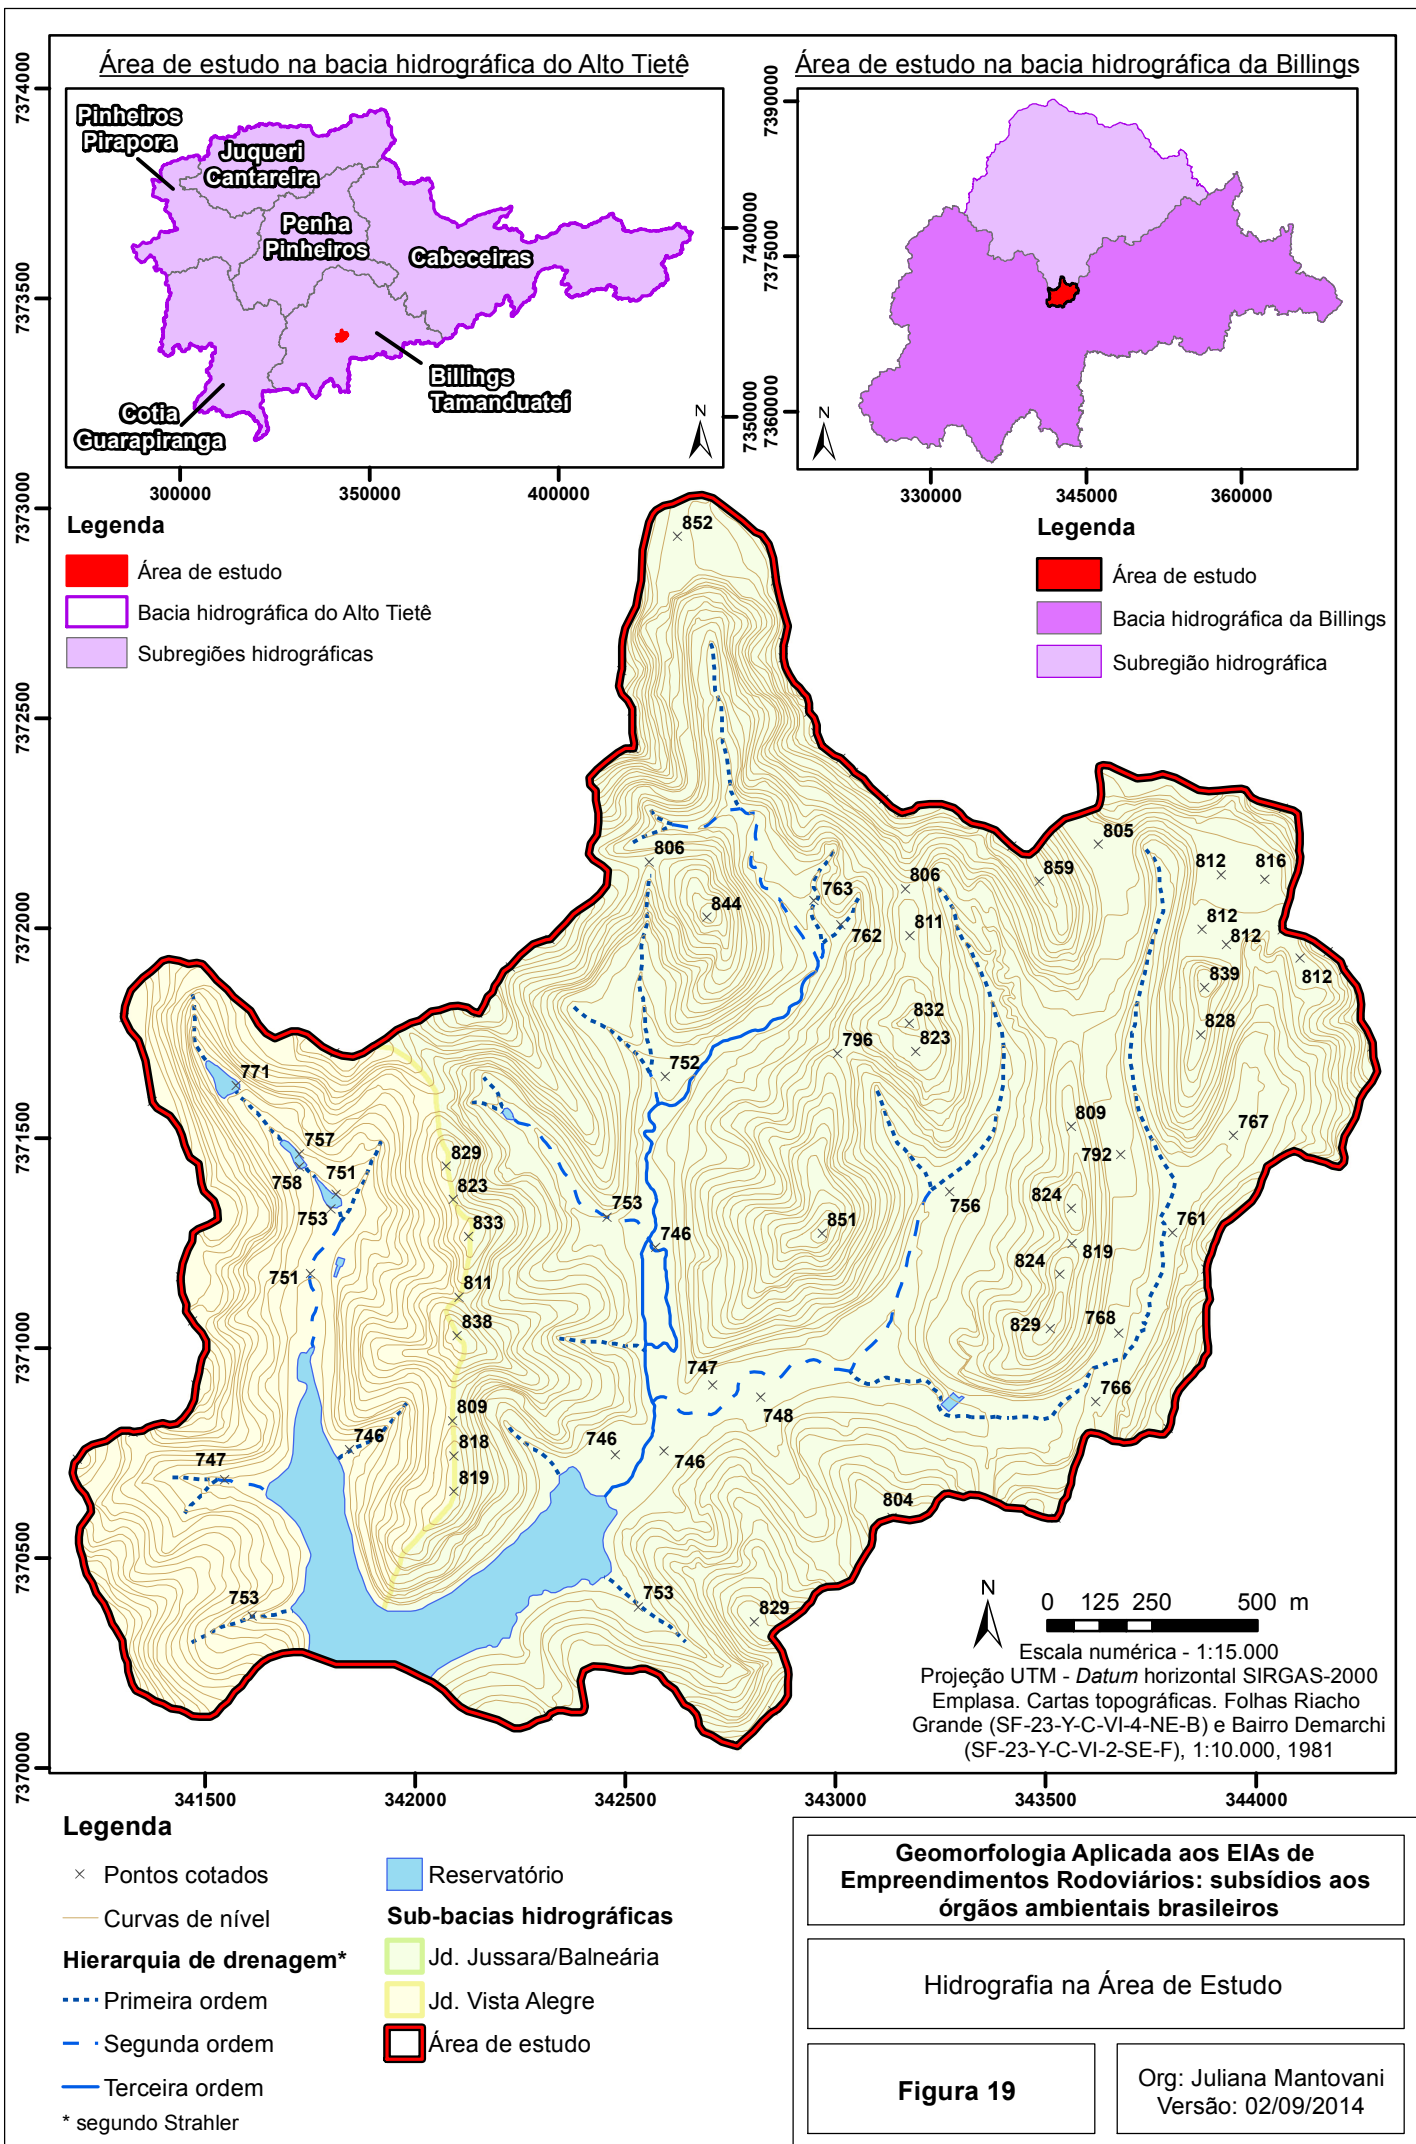 Área de estudo na bacia hidrográfica do Alto Tietê
Área de estudo na bacia hidrográfica da Billings
Pinheiros
Pirapora
Juqueri
Cantareira
Penha
Pinheiros
Cabeceiras
Billings
Tamanduateí
Cotia
Guarapiranga
N
7400000
7350000
300000
350000
400000
7390000
7375000
7360000
N
330000
345000
360000
Legenda
Área de estudo
Bacia hidrográfica do Alto Tietê
Subregiões hidrográficas
Legenda
Área de estudo
Bacia hidrográfica da Billings
Subregião hidrográfica
7374000
7373500
7373000
7372500
7372000
7371500
7371000
7370500
7370000
852
805
806
859
812
816
763
806
844
762
811
812
812
839
812
832
828
796
823
752
771
809
767
757
829
792
758
751
823
824
753
833
753
756
761
746
851
819
751
824
811
838
829
768
747
766
809
748
746
818
746
746
747
819
804
753
753
829
N
0 125 250 500 m
Escala numérica - 1:15.000
Projeção UTM - Datum horizontal SIRGAS-2000
Emplasa. Cartas topográficas. Folhas Riacho
Grande (SF-23-Y-C-VI-4-NE-B) e Bairro Demarchi
(SF-23-Y-C-VI-2-SE-F), 1:10.000, 1981
341500
342000
342500
343000
343500
344000
Legenda
Pontos cotados
Curvas de nível
Hierarquia de drenagem*
Primeira ordem
Segunda ordem
Terceira ordem
* segundo Strahler
Reservatório
Sub-bacias hidrográficas
Jd. Jussara/Balneária
Jd. Vista Alegre
Área de estudo
Geomorfologia Aplicada aos EIAs de
Empreendimentos Rodoviários: subsídios aos
órgãos ambientais brasileiros
Hidrografia na Área de Estudo
Figura 19
Org: Juliana Mantovani
Versão: 02/09/2014